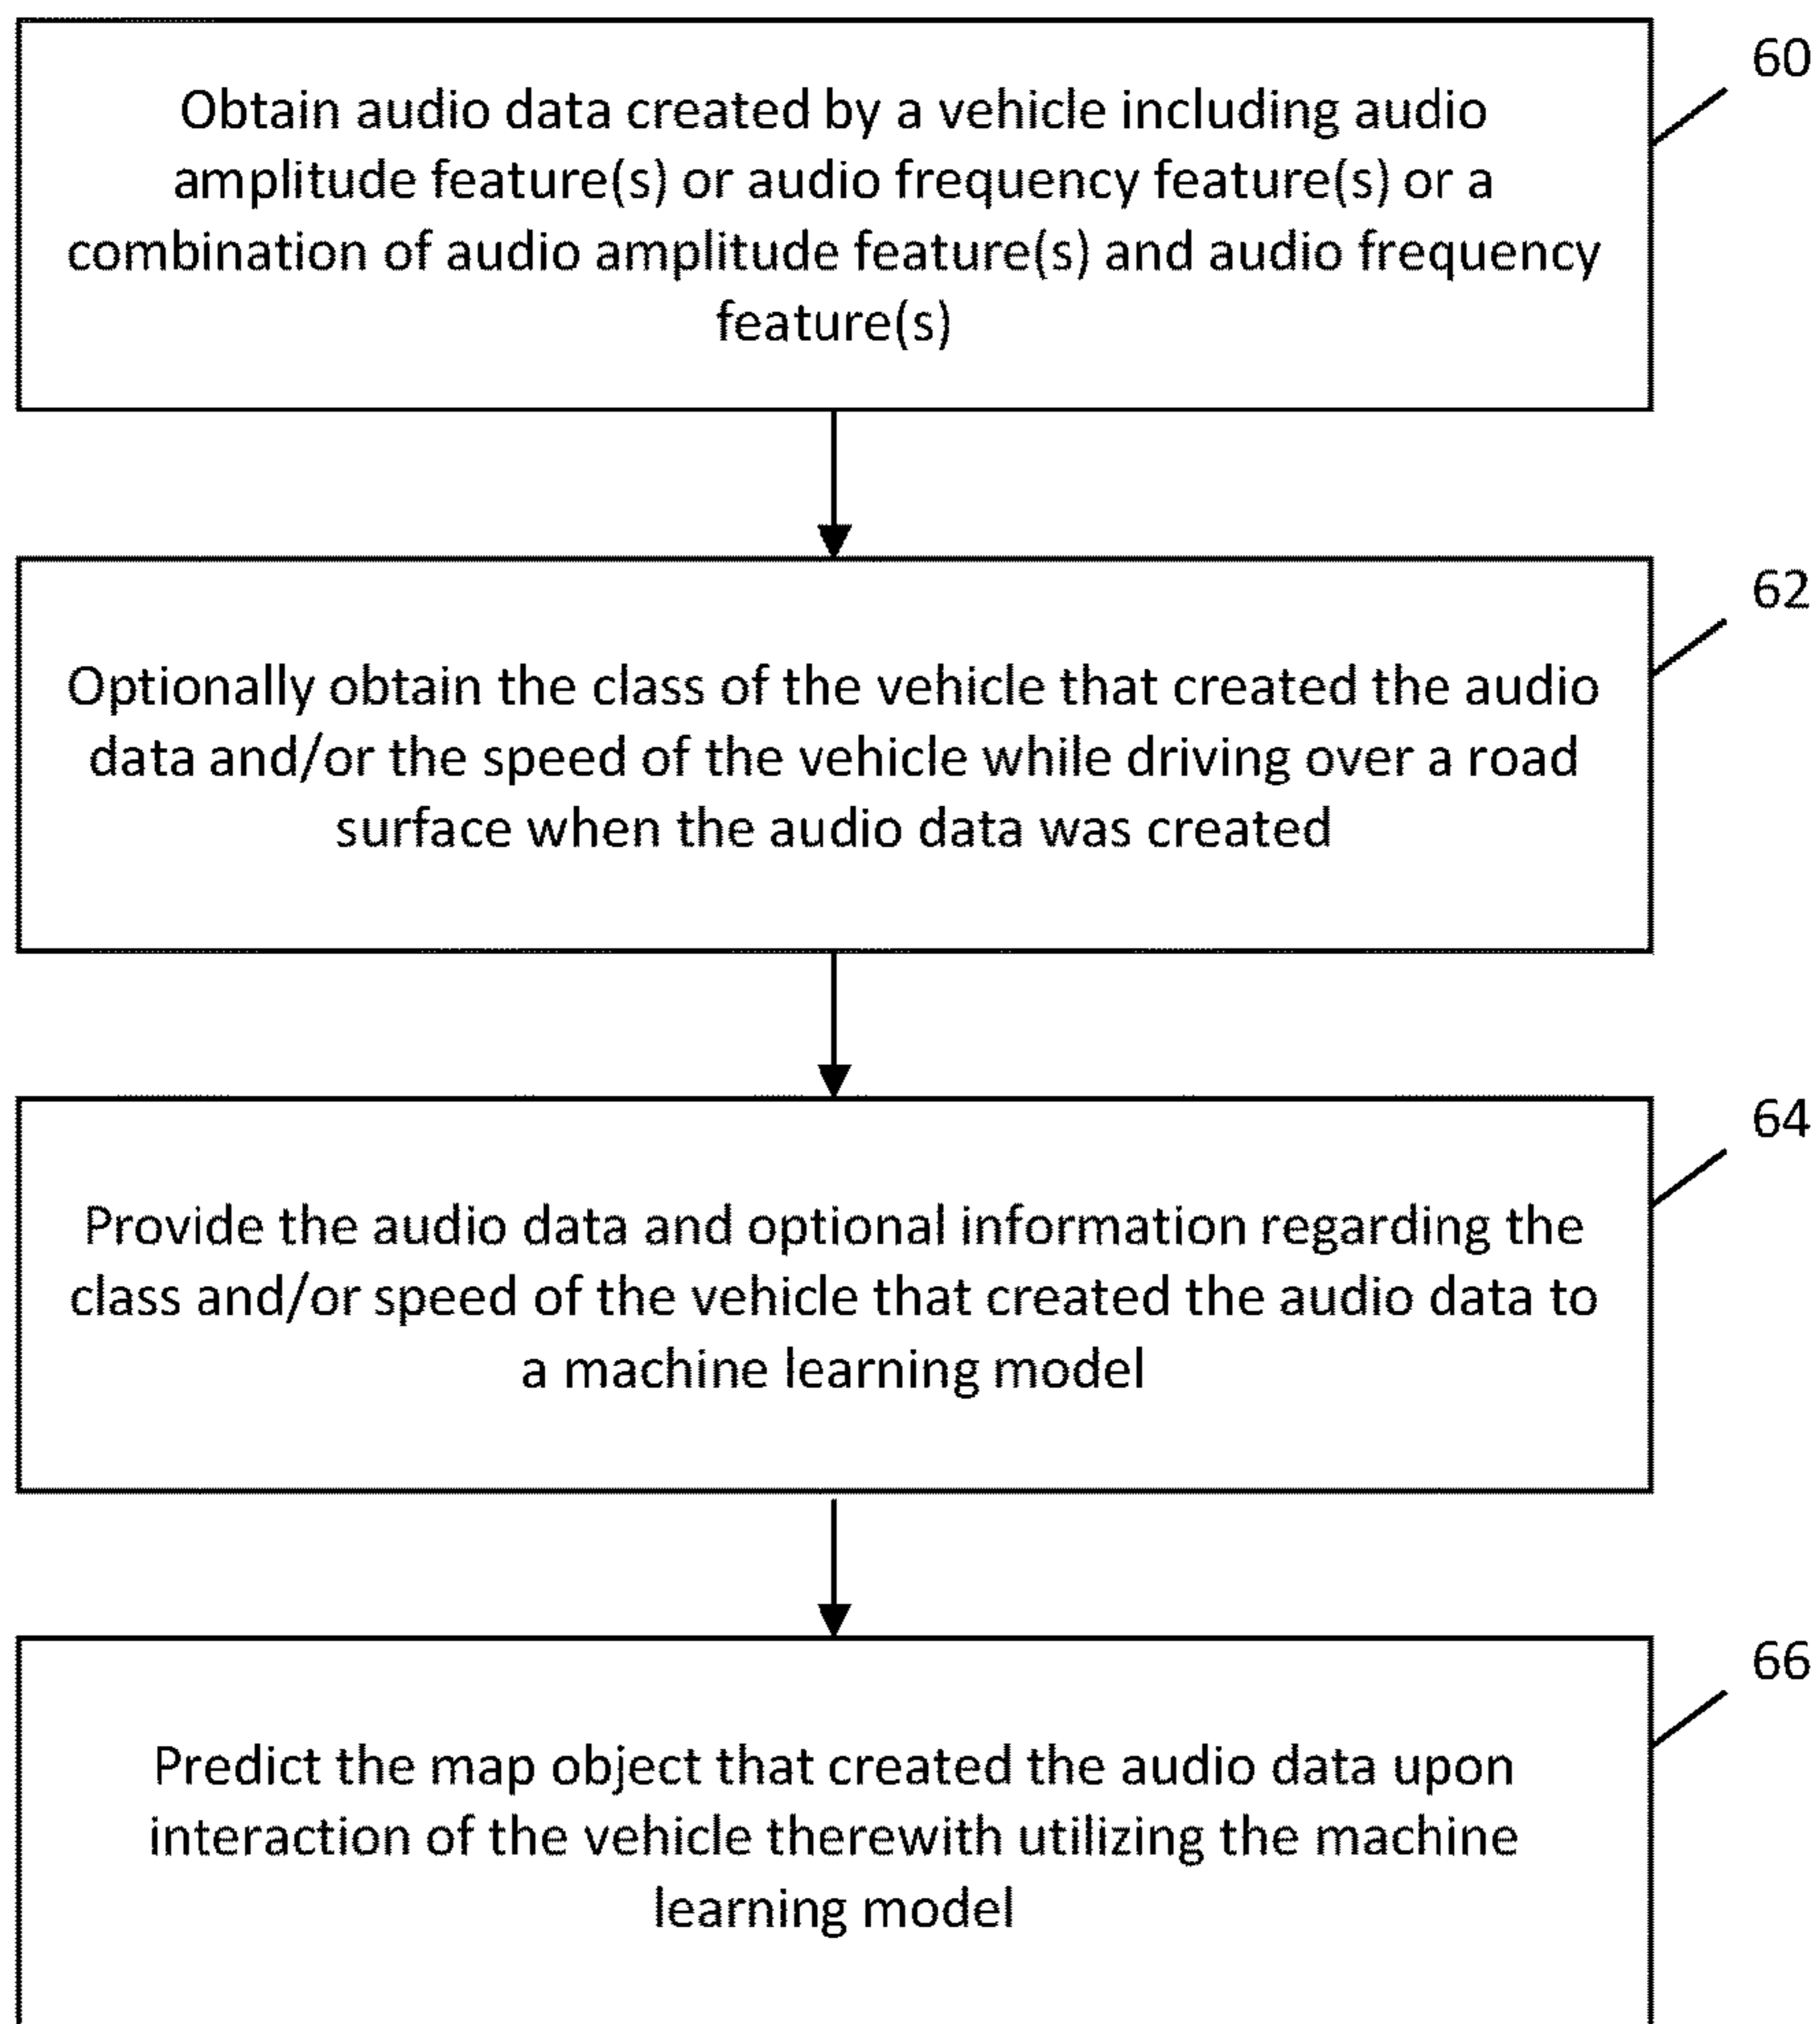 60
Obtain audio data created by a vehicle including audio
amplitude feature(s) or audio frequency feature(s) or a
combination of audio amplitude feature(s) and audio frequency
feature(s)
62
Optionally obtain the class of the vehicle that created the audio
data and/or the speed of the vehicle while driving over a road
surface when the audio data was created
64
Provide the audio data and optional information regarding the
class and/or speed of the vehicle that created the audio data to
a machine learning model
66
Predict the map object that created the audio data upon
interaction of the vehicle therewith utilizing the machine
learning model